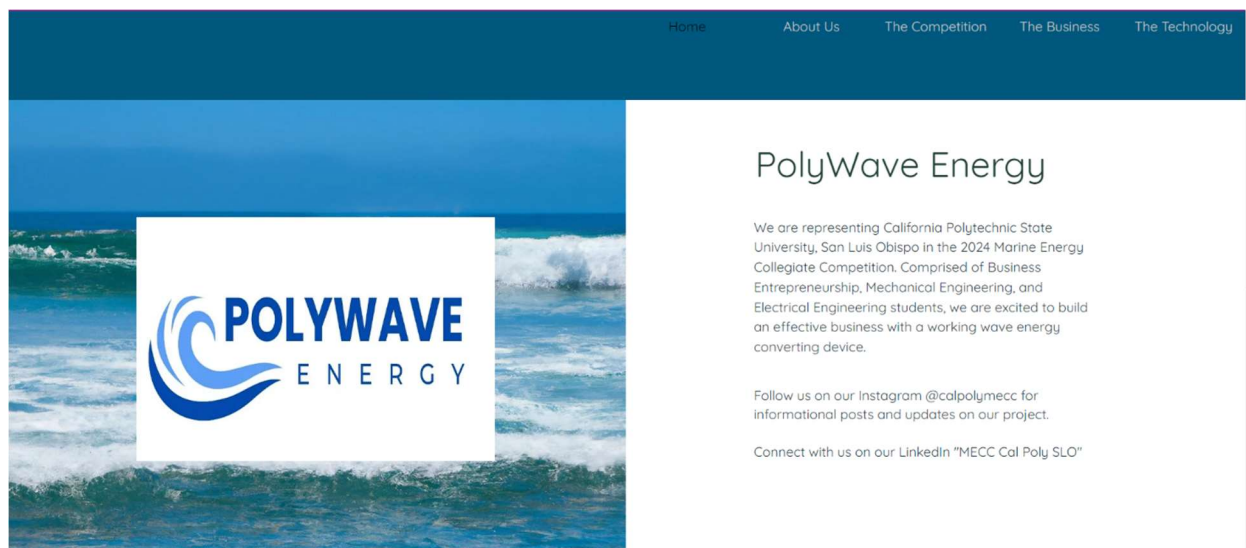 Home About Us The Competition The Business The Technology
POLYWAVE
ENERGY
PolyWave Energy
We are representing California Polytechnic State
University, San Luis Obispo in the 2024 Marine Energy
Collegiate Competition. Comprised of Business
Entrepreneurship, Mechanical Engineering, and
Electrical Engineering students, we are excited to build
an effective business with a working wave energy
converting device.
Follow us on our Instagram @calpolymecc for
informational posts and updates on our project.
Connect with us on our LinkedIn "MECC Cal Poly SLO"